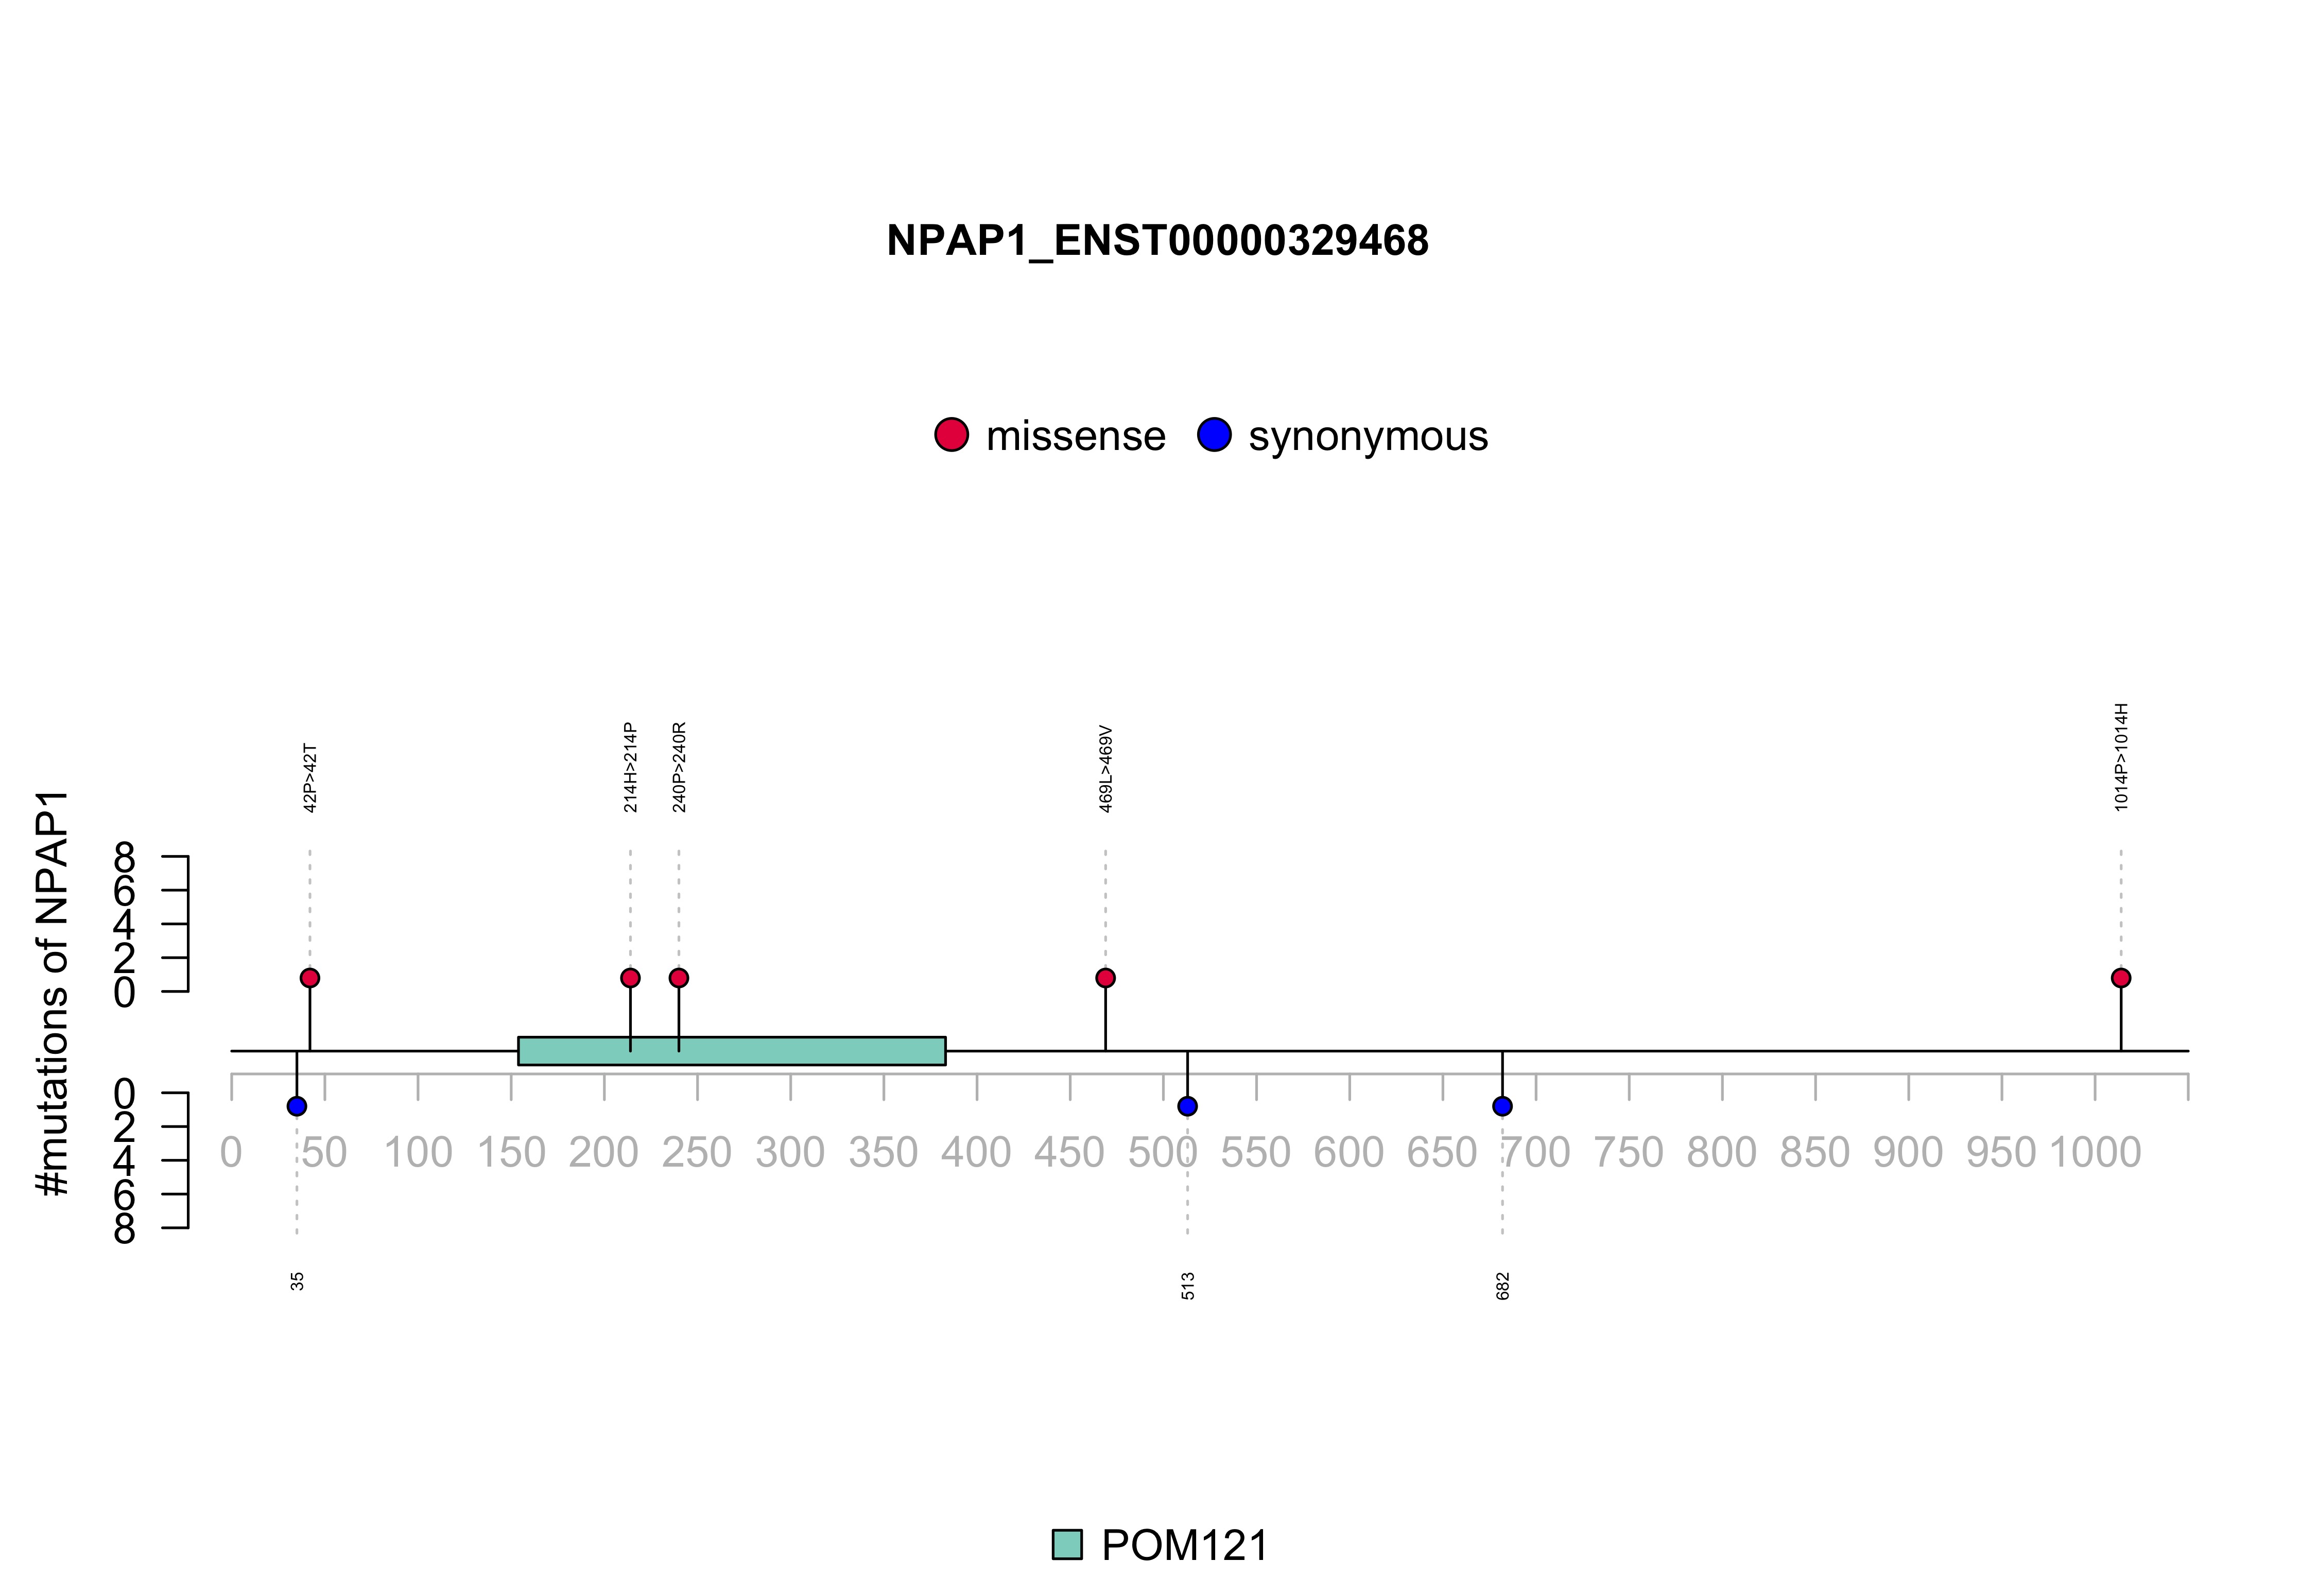 NPAP1_ENST00000329468
missense synonymous
42P>42T
214H>214P
240P>240R
469L>469V
1014P>1014H
#mutations of NPAP1
8
6
4
2
0
0
2
4
6
8
0 50 100 150 200 250 300 350 400 450 500 550 600 650 700 750 800 850 900 950 1000
35
513
682
POM121